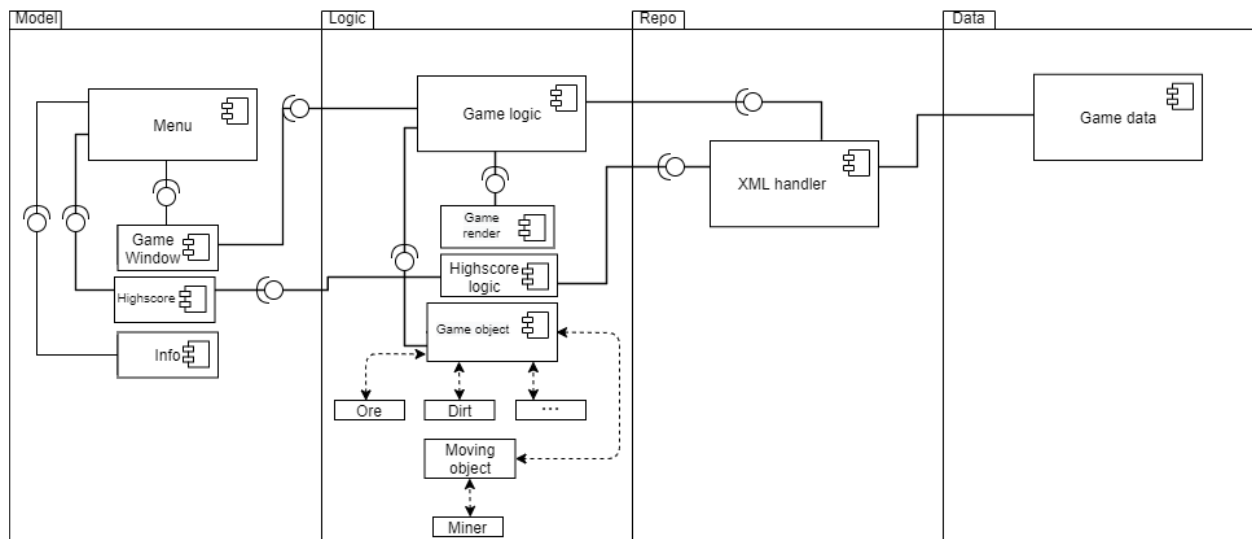 Model
Logic
Repo
Data
Menu
Game
Window
Highscore
Info
Game logic
Game
render
Highscore
logic
Game object
Ore
Dirt
...
Moving
object
Miner
XML handler
Game data